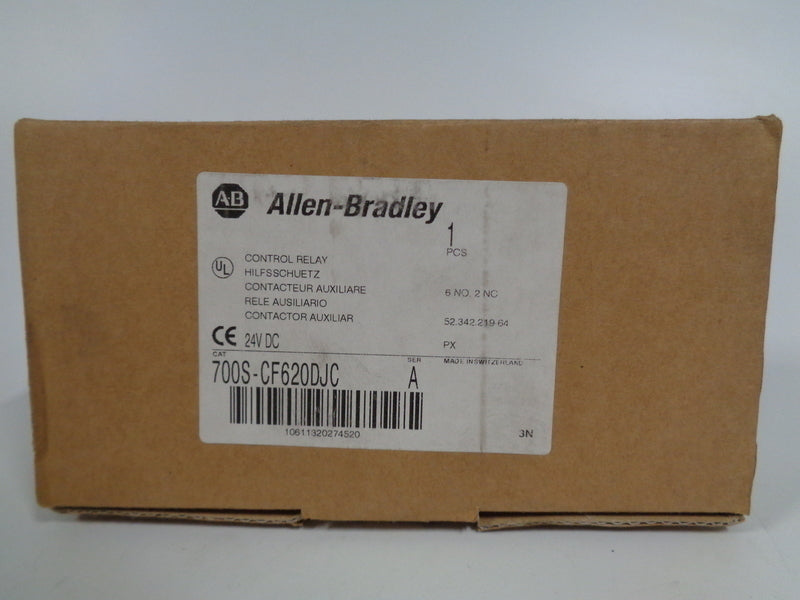 A-B Allen-Bradley
1
PCS
UL
CONTROL RELAY
HILFSSCHUETZ
CONTACTEUR AUXILIARE 6 NO. 2 NC
RELE AUSILIARIO
CONTACTOR AUXILIAR 52.342.219-64
CE 24V DC PX
CAT SER MADE IN SWITZERLAND
700S-CF620DJC A
10611320274520
3N